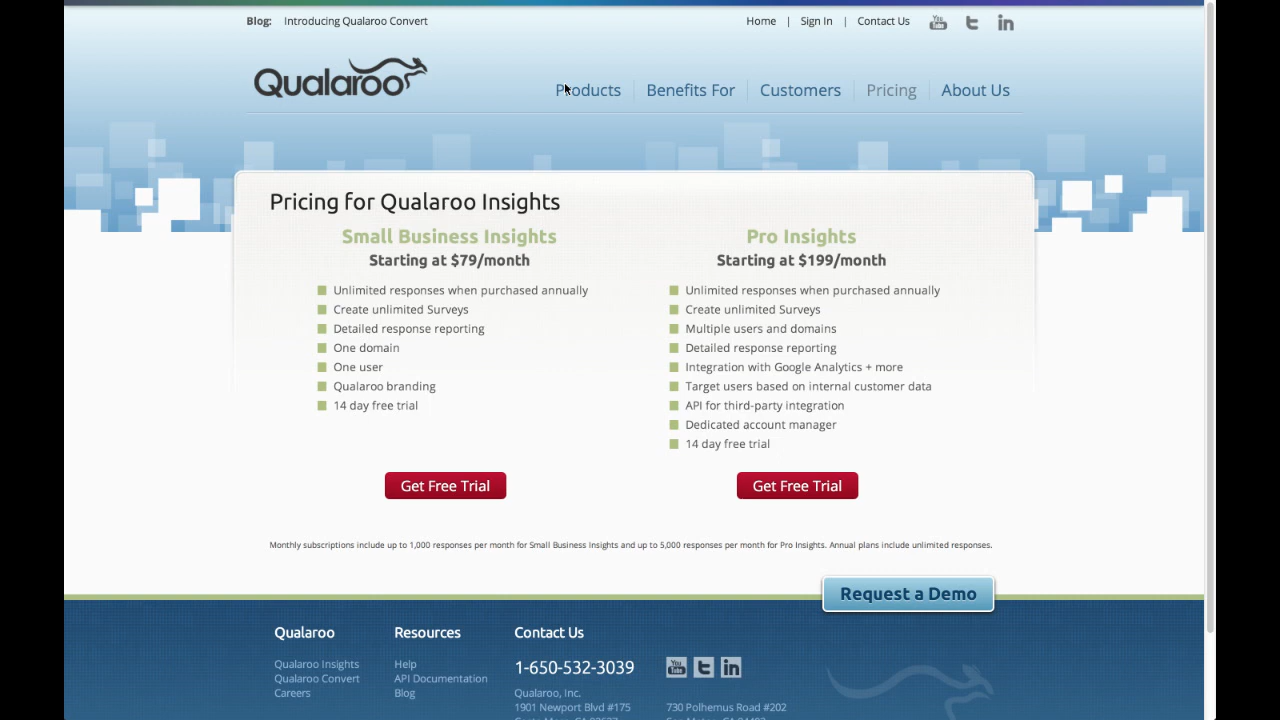 Blog: Introducing Qualaroo Convert
Home | Sign In | Contact Us
Qualaroo
Products Benefits For Customers Pricing About Us
Pricing for Qualaroo Insights
Small Business Insights
Starting at $79/month
Unlimited responses when purchased annually
Create unlimited Surveys
Detailed response reporting
One domain
One user
Qualaroo branding
14 day free trial
Get Free Trial
Pro Insights
Starting at $199/month
Unlimited responses when purchased annually
Create unlimited Surveys
Multiple users and domains
Detailed response reporting
Integration with Google Analytics + more
Target users based on internal customer data
API for third-party integration
Dedicated account manager
14 day free trial
Get Free Trial
Monthly subscriptions include up to 1,000 responses per month for Small Business Insights and up to 5,000 responses per month for Pro Insights. Annual plans include unlimited responses.
Request a Demo
Qualaroo
Qualaroo Insights
Qualaroo Convert
Careers
Resources
Help
API Documentation
Blog
Contact Us
1-650-532-3039
Qualaroo, Inc.
1901 Newport Blvd #175
730 Polhemus Road #202